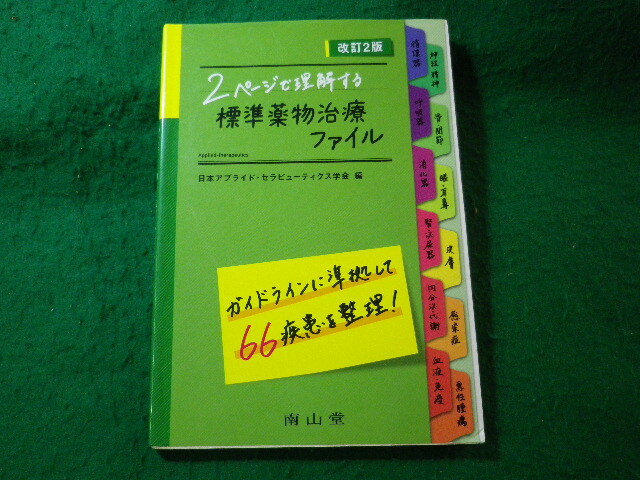 改訂2版
2ページで理解する
標準薬物治療
ファイル
Applied Therapeutics
日本アプライド・セラピューティクス学会 編
ガイドラインに準拠して
66疾患を整理!
南山堂
循環器
呼吸器
消化器
腎・泌尿器
内分泌・代謝
血液・免疫
神経・精神
骨・関節
眼・耳鼻
皮膚
感染症
悪性腫瘍